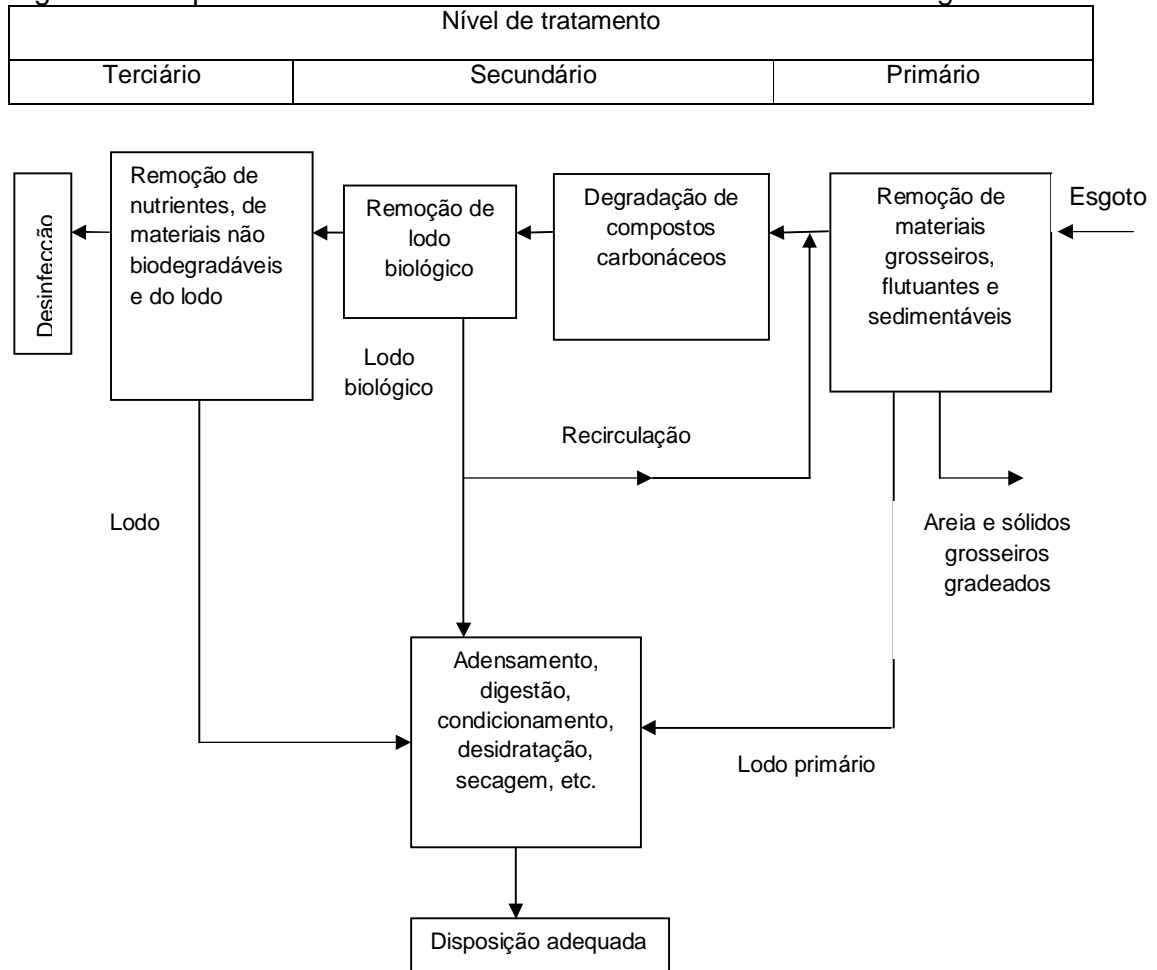 Nível de tratamento
Terciário
Secundário
Primário
Desinfecção
Remoção de
nutrientes, de
materiais não
biodegradáveis
e do lodo
Remoção de
lodo
biológico
Degradação de
compostos
carbonáceos
Remoção de
materiais
grosseiros,
flutuantes e
sedimentáveis
Esgoto
Lodo
biológico
Recirculação
Lodo
Areia e sólidos
grosseiros
gradeados
Adensamento,
digestão,
condicionamento,
desidratação,
secagem, etc.
Lodo primário
Disposição adequada